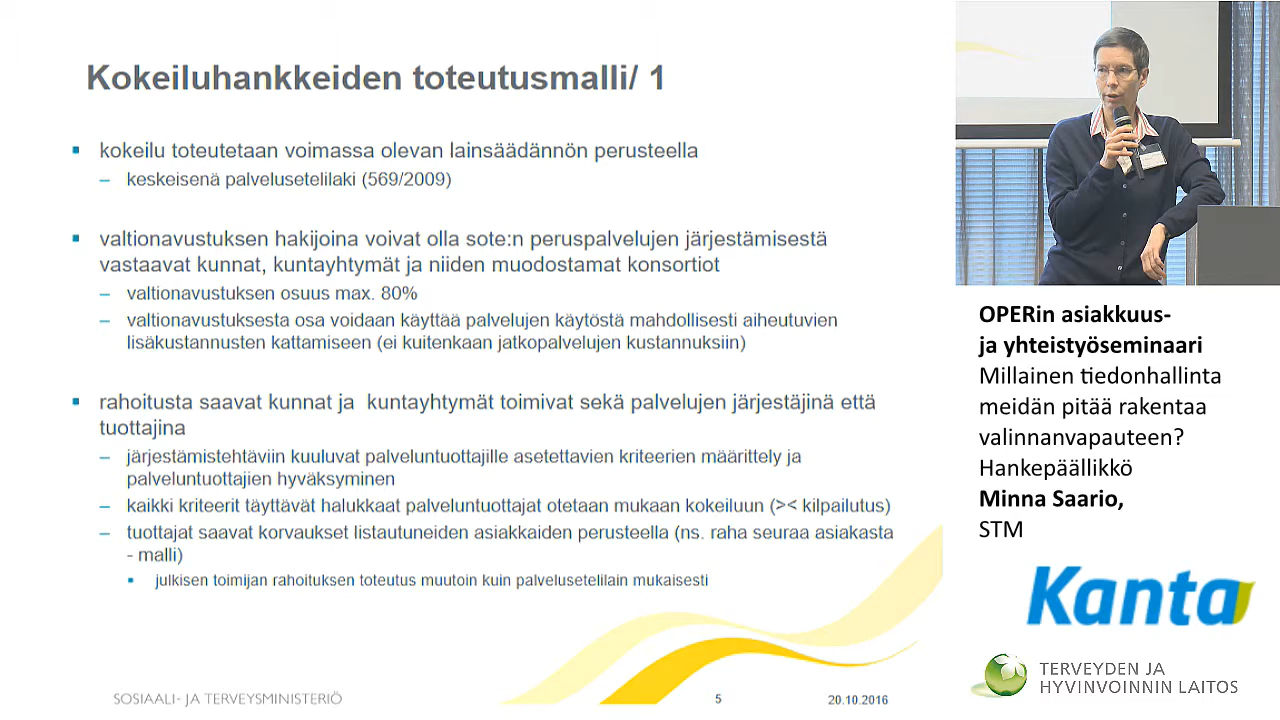 Kokeiluhankkeiden toteutusmalli/ 1
kokeilu toteutetaan voimassa olevan lainsäädännön perusteella
– keskeisenä palvelusetelilaki (569/2009)
valtionavustuksen hakijoina voivat olla sote:n peruspalvelujen järjestämisestä
vastaavat kunnat, kuntayhtymät ja niiden muodostamat konsortiot
– valtionavustuksen osuus max. 80%
– valtionavustuksesta osa voidaan käyttää palvelujen käytöstä mahdollisesti aiheutuvien
lisäkustannusten kattamiseen (ei kuitenkaan jatkopalvelujen kustannuksiin)
rahoitusta saavat kunnat ja kuntayhtymät toimivat sekä palvelujen järjestäjinä että
tuottajina
– järjestämistehtäviin kuuluvat palveluntuottajille asetettavien kriteerien määrittely ja
palveluntuottajien hyväksyminen
– kaikki kriteerit täyttävät halukkaat palveluntuottajat otetaan mukaan kokeiluun (>< kilpailutus)
– tuottajat saavat korvaukset listautuneiden asiakkaiden perusteella (ns. raha seuraa asiakasta
- malli)
julkisen toimijan rahoituksen toteutus muutoin kuin palvelusetelilain mukaisesti
SOSIAALI- JA TERVEYSMINISTERIÖ
5
20.10.2016
OPERin asiakkuus-
ja yhteistyöseminaari
Millainen tiedonhallinta
meidän pitää rakentaa
valinnanvapauteen?
Hankepäällikkö
Minna Saario,
STM
Kanta
TERVEYDEN JA
HYVINVOINNIN LAITOS